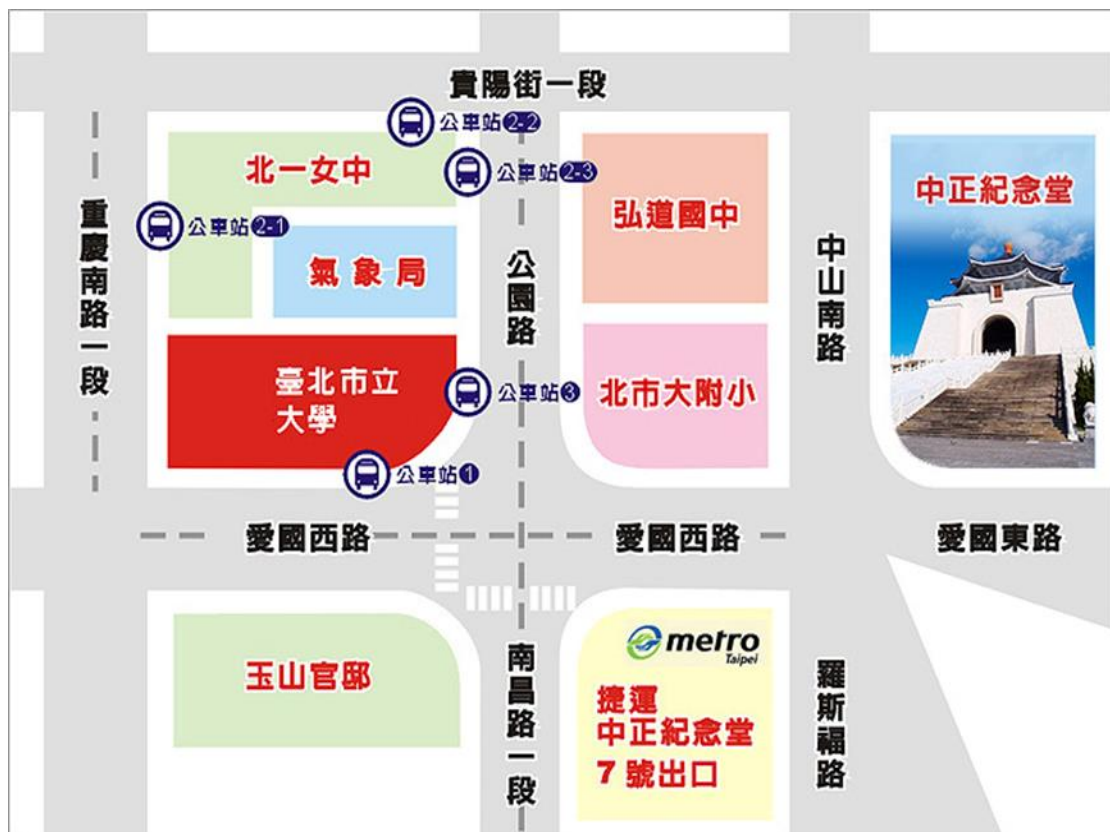 貴陽街一段
公車站2-2
北一女中
公車站2-3
公車站2-1
弘道國中
中正紀念堂
重慶南路一段
氣象局
公園路
中山南路
臺北市立
大學
公車站3
北市大附小
公車站1
愛國西路
愛國西路
愛國東路
玉山官邸
南昌路一段
metro
Taipei
捷運
中正紀念堂
7 號出口
羅斯福路